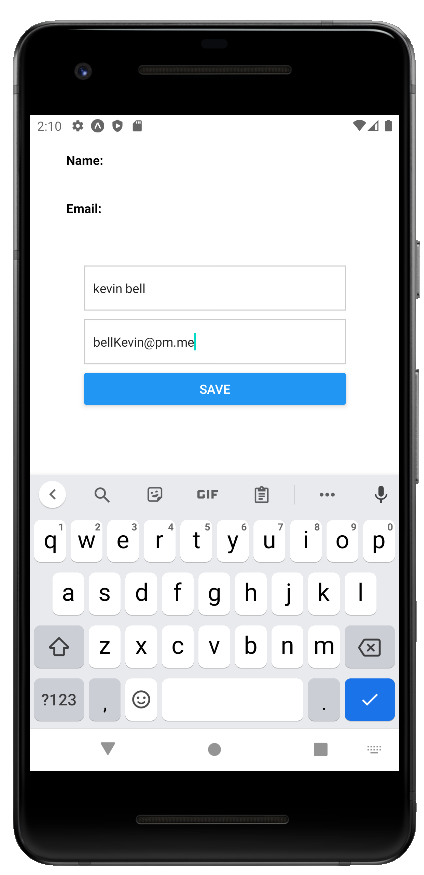 2:10
Name:
Email:
kevin bell
bellKevin@pm.me
SAVE
GIF
q1 w2 e3 r4 t5 y6 u7 i8 o9 p0
a s d f g h j k l
z x c v b n m
?123 , .